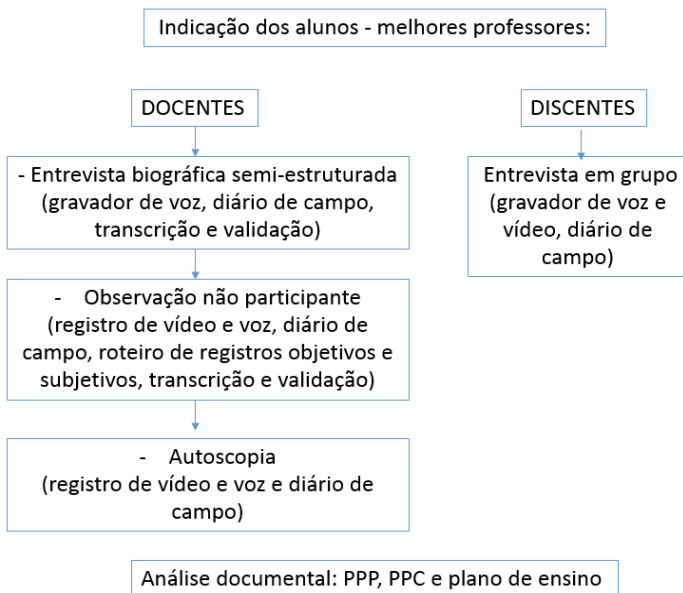 Indicação dos alunos - melhores professores:
DOCENTES
- Entrevista biográfica semi-estruturada
(gravador de voz, diário de campo,
transcrição e validação)
- Observação não participante
(registro de vídeo e voz, diário de
campo, roteiro de registros objetivos e
subjetivos, transcrição e validação)
- Autoscopia
(registro de vídeo e voz e diário de
campo)
DISCENTES
Entrevista em grupo
(gravador de voz e
vídeo, diário de
campo)
Análise documental: PPP, PPC e plano de ensino